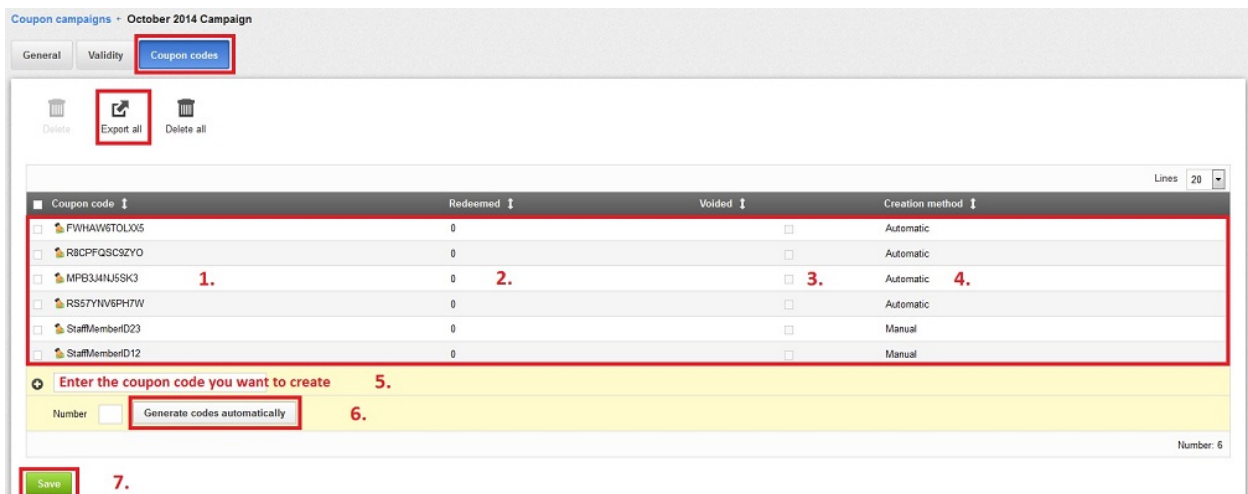 Coupon campaigns October 2014 Campaign
General Validity Coupon codes
Delete Export all Delete all
Lines 20
Coupon code Redeemed Voided Creation method
FWHAW6TOLXX5 0 Automatic
R8CPFQSC9ZYO 0 Automatic
MPB3J4NJ5SK3 1. 0 2. 3. Automatic 4.
RS57YNV6PH7W 0 Automatic
StaffMemberID23 0 Manual
StaffMemberID12 0 Manual
Enter the coupon code you want to create 5.
Number Generate codes automatically 6.
Number: 6
Save 7.